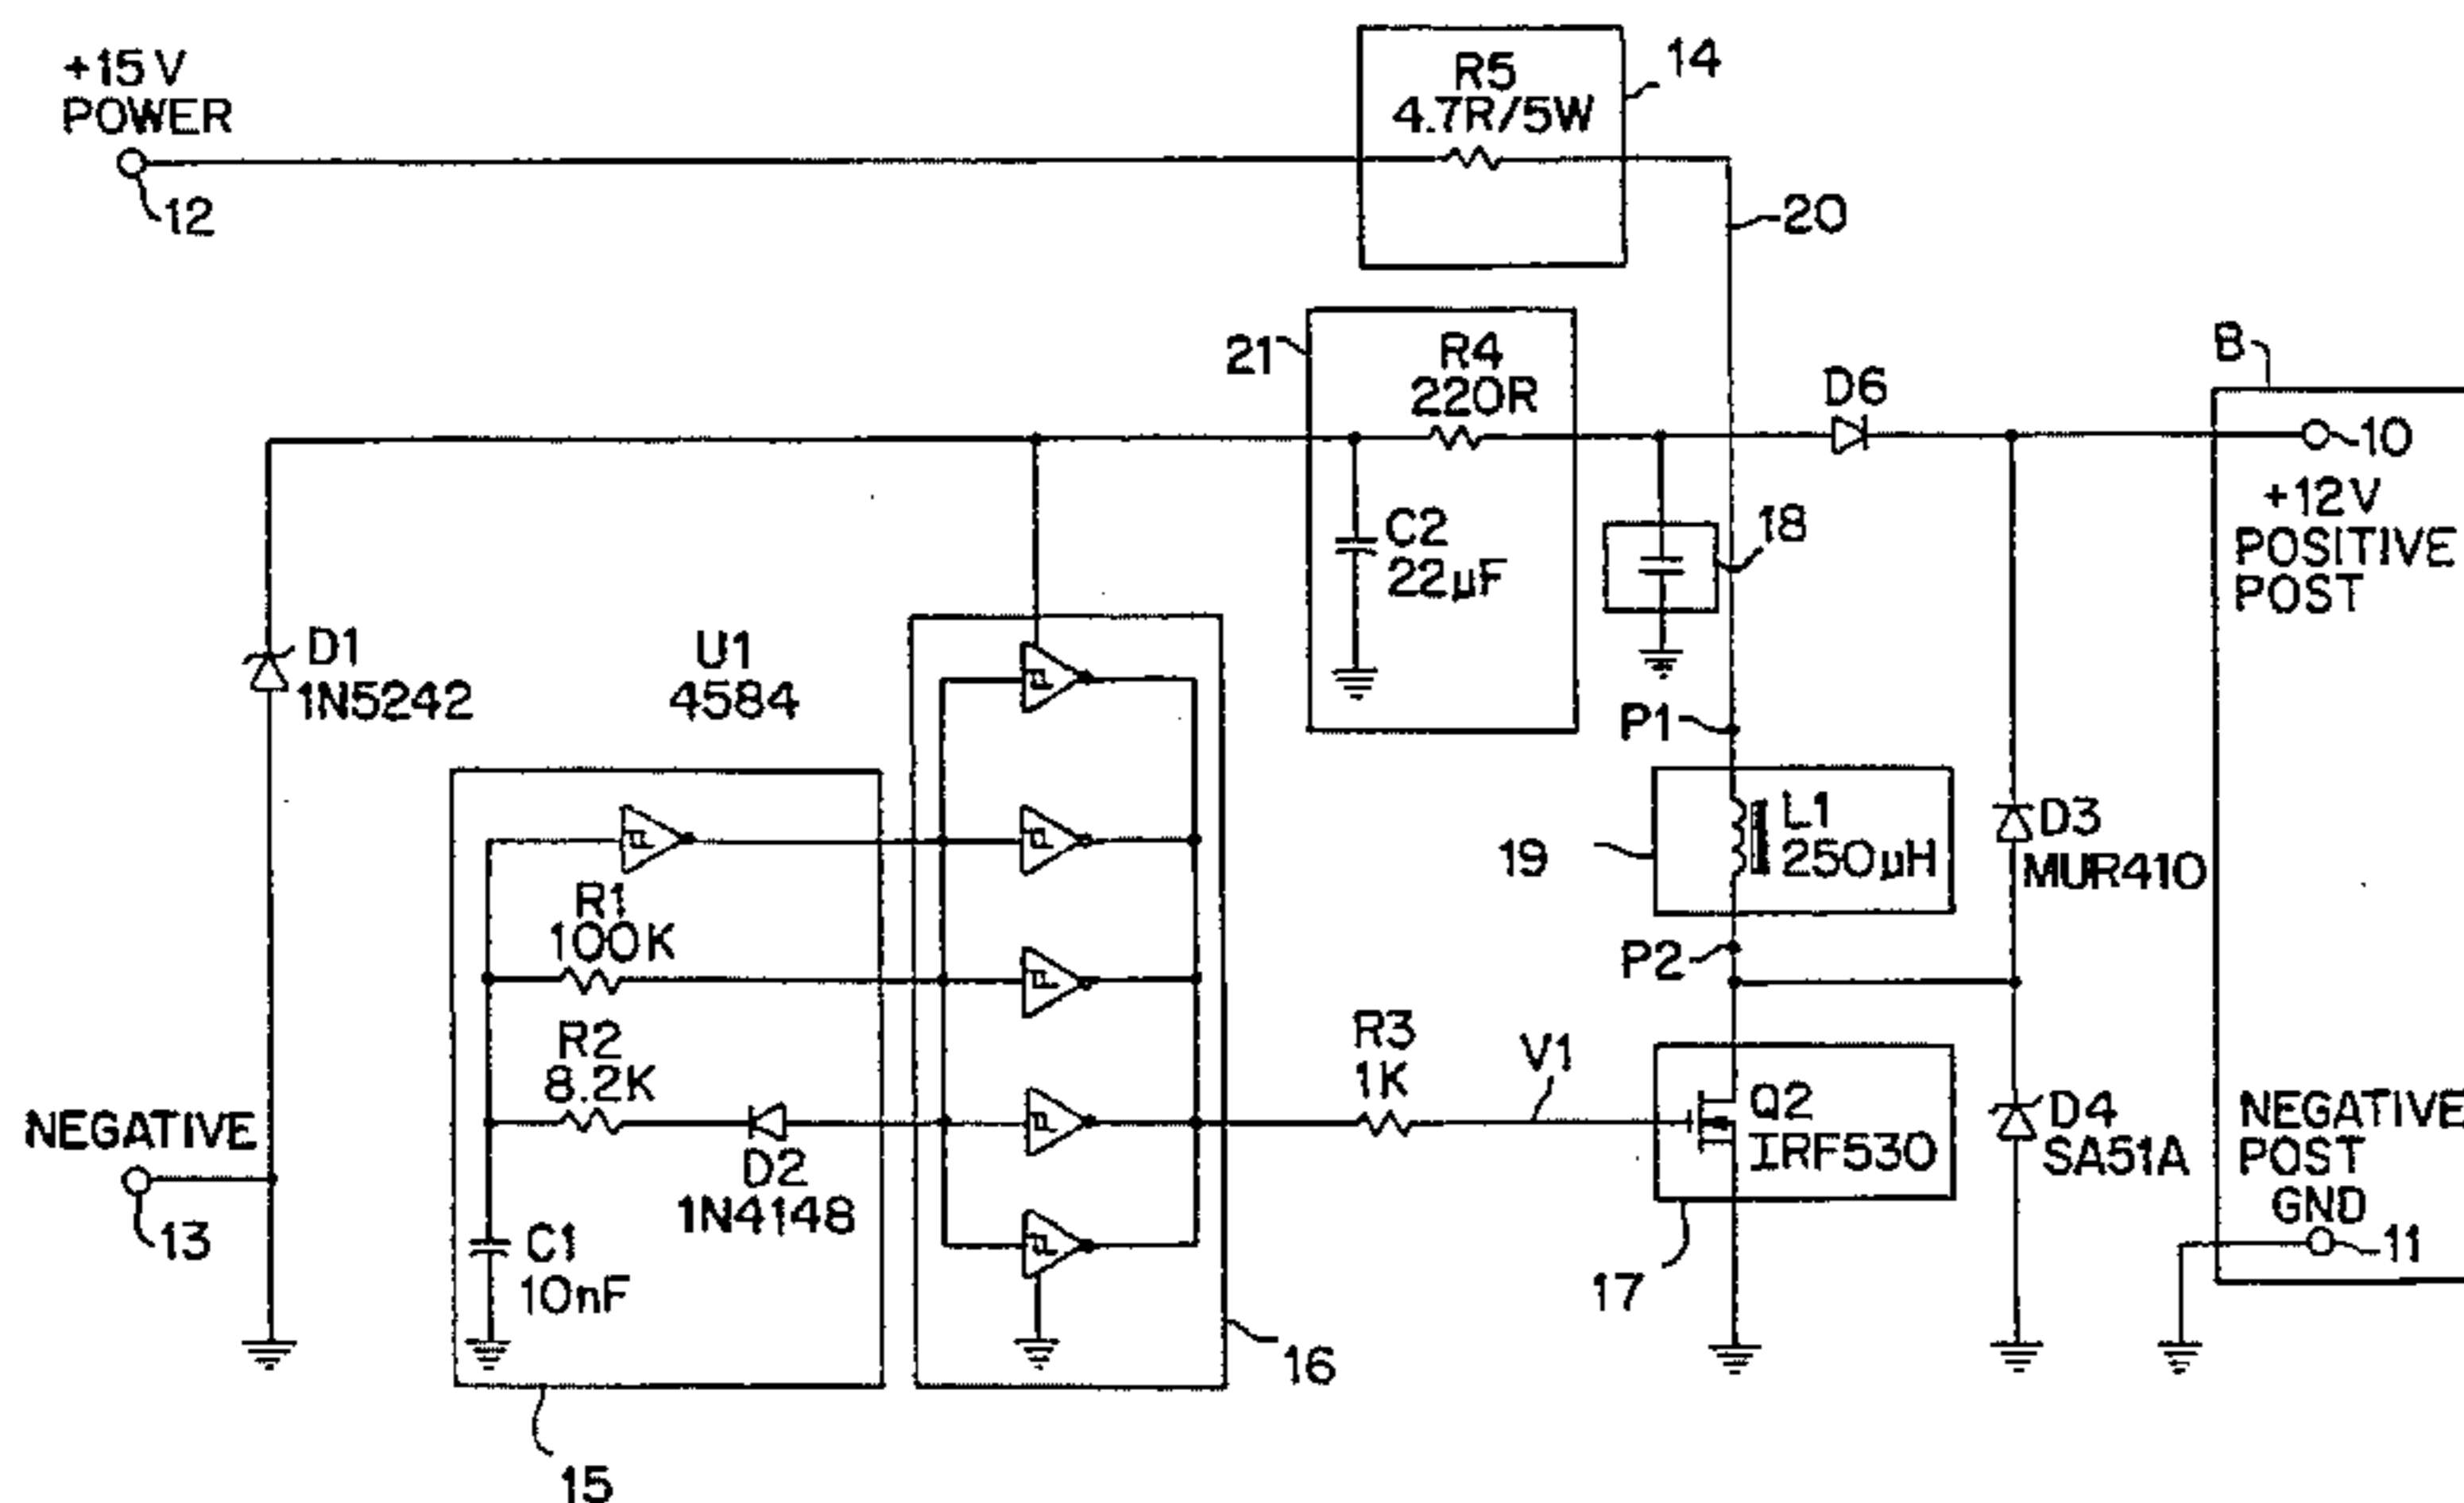 +15V
POWER
12
R5
4.7R/5W
14
20
21
R4
220R
D6
B
10
+12V
POSITIVE
POST
C2
22µF
18
D1
1N5242
U1
4584
P1
19
L1
250µH
D3
MUR410
R1
100K
P2
R2
8.2K
R3
1K
V1
Q2
IRF530
D4
SA51A
NEGATIVE
POST
GND
11
NEGATIVE
13
D2
1N4148
C1
10nF
17
16
15